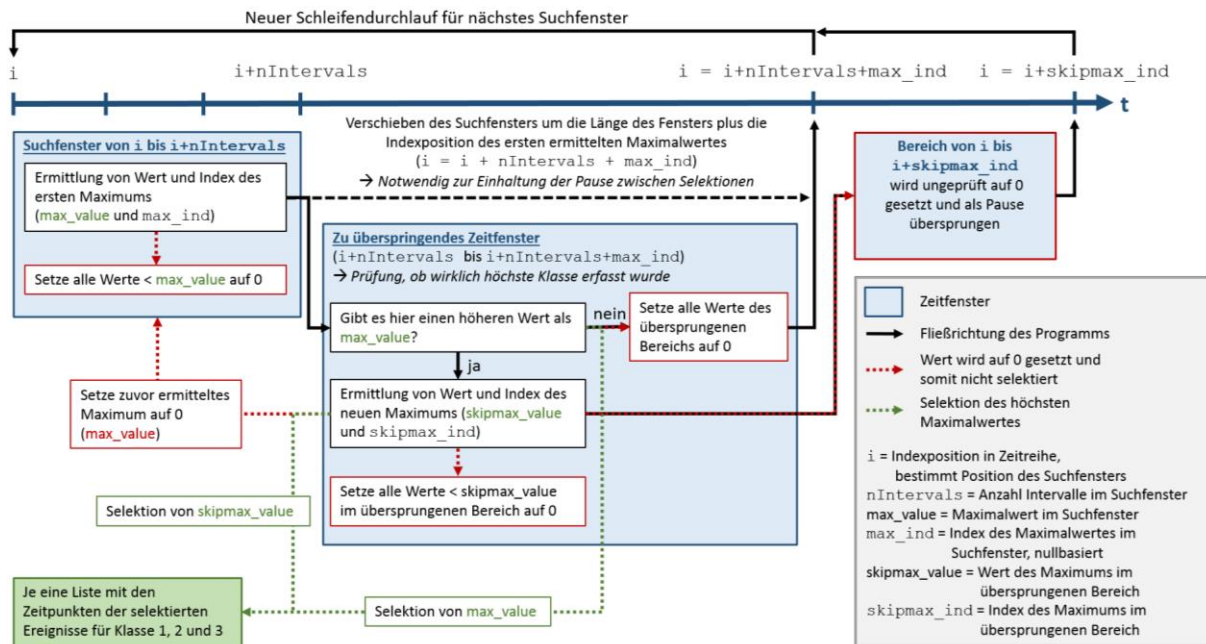 Neuer Schleifendurchlauf für nächstes Suchfenster
i
i+nIntervals
i = i+nIntervals+max_ind
i = i+skipmax_ind
t
Suchfenster von i bis i+nIntervals
Ermittlung von Wert und Index des
ersten Maximums
(max_value und max_ind)
Setze alle Werte < max_value auf 0
Verschieben des Suchfensters um die Länge des Fensters plus die
Indexposition des ersten ermittelten Maximalwertes
(i = i + nIntervals + max_ind)
→ Notwendig zur Einhaltung der Pause zwischen Selektionen
Bereich von i bis
i+skipmax_ind
wird ungeprüft auf 0
gesetzt und als Pause
übersprungen
Zu überspringendes Zeitfenster
(i+nIntervals bis i+nIntervals+max_ind)
→ Prüfung, ob wirklich höchste Klasse erfasst wurde
Gibt es hier einen höheren Wert als
max_value?
nein
Setze alle Werte des
übersprungenen
Bereichs auf 0
ja
Ermittlung von Wert und Index des
neuen Maximums (skipmax_value
und skipmax_ind)
Setze alle Werte < skipmax_value
im übersprungenen Bereich auf 0
Setze zuvor ermitteltes
Maximum auf 0
(max_value)
Selektion von skipmax_value
Selektion von max_value
Je eine Liste mit den
Zeitpunkten der selektierten
Ereignisse für Klasse 1, 2 und 3
Zeitfenster
Fließrichtung des Programms
Wert wird auf 0 gesetzt und
somit nicht selektiert
Selektion des höchsten
Maximalwertes
i = Indexposition in Zeitreihe,
bestimmt Position des Suchfensters
nIntervals = Anzahl Intervalle im Suchfenster
max_value = Maximalwert im Suchfenster
max_ind = Index des Maximalwertes im
Suchfenster, nullbasiert
skipmax_value = Wert des Maximums im
übersprungenen Bereich
skipmax_ind = Index des Maximums im
übersprungenen Bereich